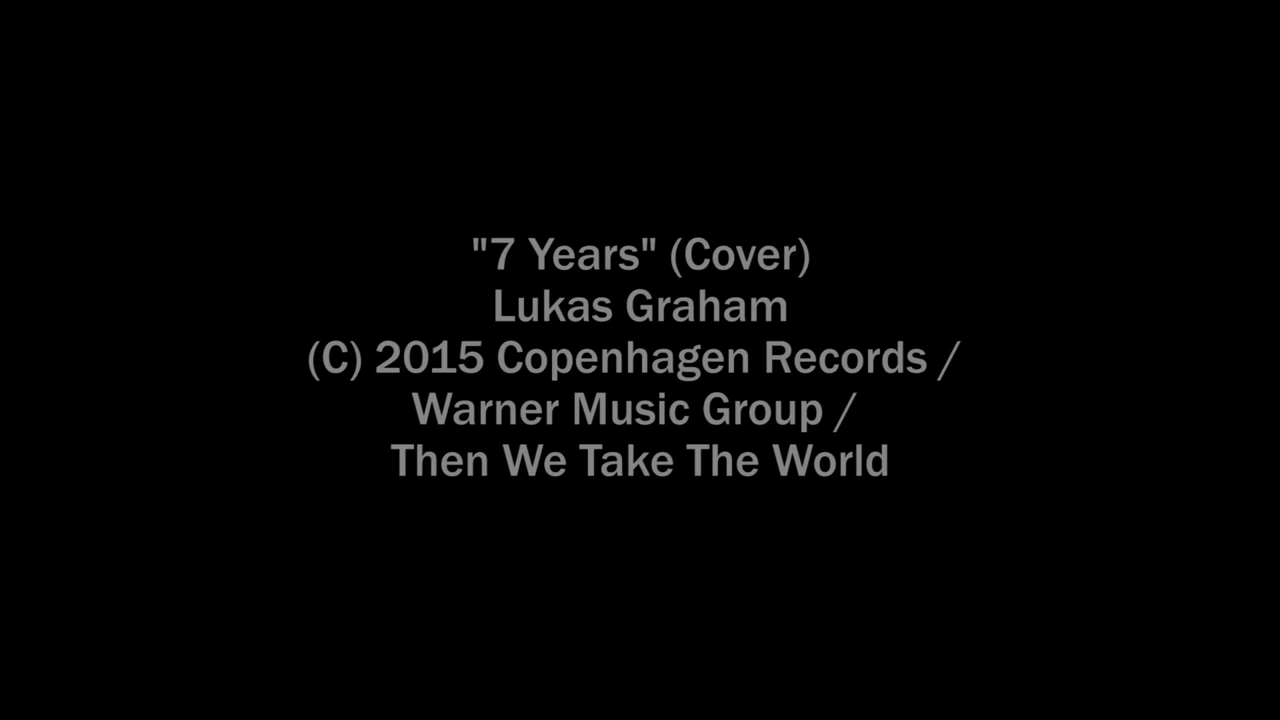 "7 Years" (Cover)
Lukas Graham
(C) 2015 Copenhagen Records /
Warner Music Group /
Then We Take The World